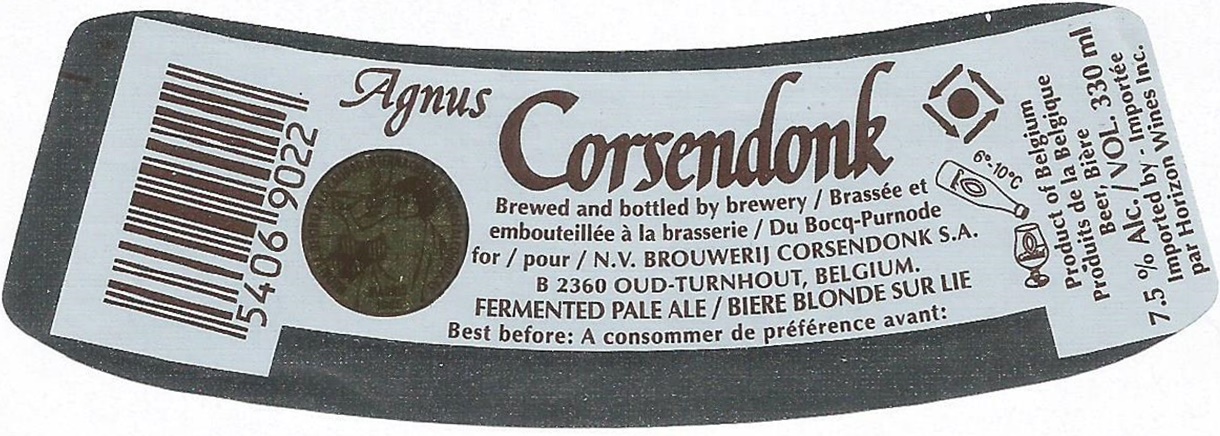 5406 9022
Agnus
Corsendonk
Brewed and bottled by brewery / Brassée et
embouteillée à la brasserie / Du Bocq-Purnode
for / pour / N.V. BROUWERIJ CORSENDONK S.A.
B 2360 OUD-TURNHOUT, BELGIUM.
FERMENTED PALE ALE / BIERE BLONDE SUR LIE
Best before: A consommer de préférence avant:
6°-10°C
Product of Belgium
Produits de la Belgique
Beer, Bière
7.5 % Alc. / VOL. 330 ml
Imported by - Importée
par Horizon Wines Inc.